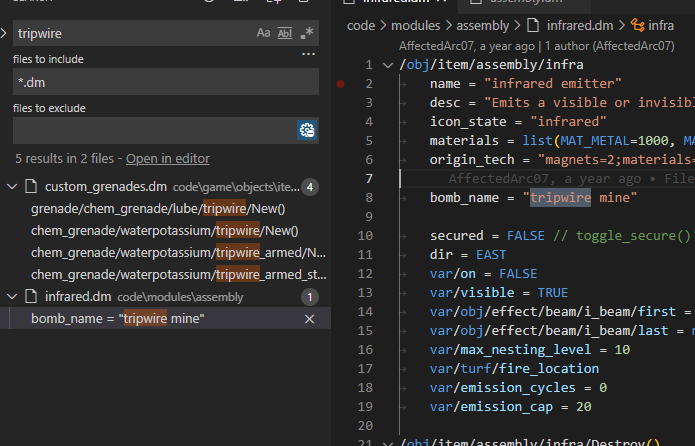 tripwire
Aa Abl .*
files to include
*.dm
files to exclude
5 results in 2 files - Open in editor
custom_grenades.dm code\game\objects\ite... 4
grenade/chem_grenade/lube/tripwire/New()
chem_grenade/waterpotassium/tripwire/New()
chem_grenade/waterpotassium/tripwire_armed/N...
chem_grenade/waterpotassium/tripwire_armed_st...
infrared.dm code\modules\assembly 1
bomb_name = "tripwire mine"
code > modules > assembly > infrared.dm > infra
AffectedArc07, a year ago | 1 author (AffectedArc07)
1 /obj/item/assembly/infra
2 name = "infrared emitter"
3 desc = "Emits a visible or invisib
4 icon_state = "infrared"
5 materials = list(MAT_METAL=1000, MA
6 origin_tech = "magnets=2;materials=
7 AffectedArc07, a year ago • File
8 bomb_name = "tripwire mine"
9
10 secured = FALSE // toggle_secure()
11 dir = EAST
12 var/on = FALSE
13 var/visible = TRUE
14 var/obj/effect/beam/i_beam/first =
15 var/obj/effect/beam/i_beam/last = n
16 var/max_nesting_level = 10
17 var/turf/fire_location
18 var/emission_cycles = 0
19 var/emission_cap = 20
20
21 /obj/item/assembly/infra/Destroy()